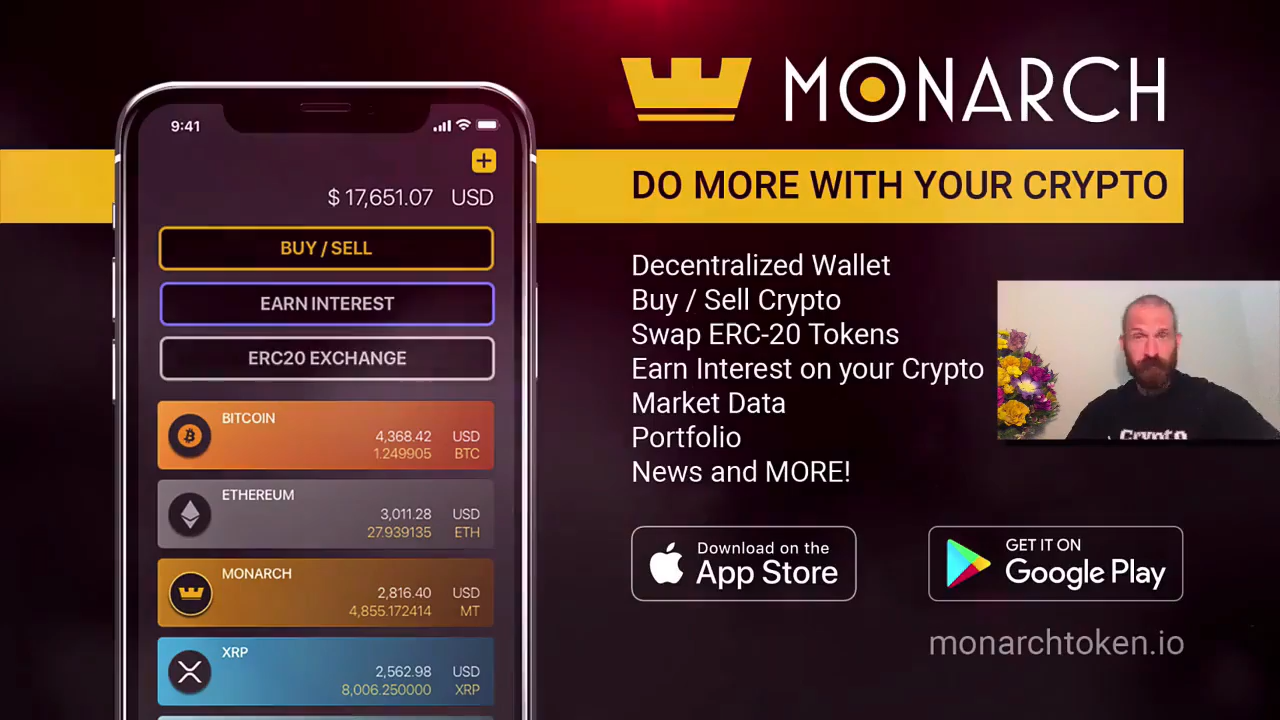 9:41
$ 17,651.07 USD
BUY / SELL
EARN INTEREST
ERC20 EXCHANGE
BITCOIN
4,368.42 USD
1.249905 BTC
ETHEREUM
3,011.28 USD
27.939135 ETH
MONARCH
2,816.40 USD
4,855.172414 MT
XRP
2,562.98 USD
8,006.250000 XRP
MONARCH
DO MORE WITH YOUR CRYPTO
Decentralized Wallet
Buy / Sell Crypto
Swap ERC-20 Tokens
Earn Interest on your Crypto
Market Data
Portfolio
News and MORE!
Crypto
Download on the
App Store
GET IT ON
Google Play
monarchtoken.io